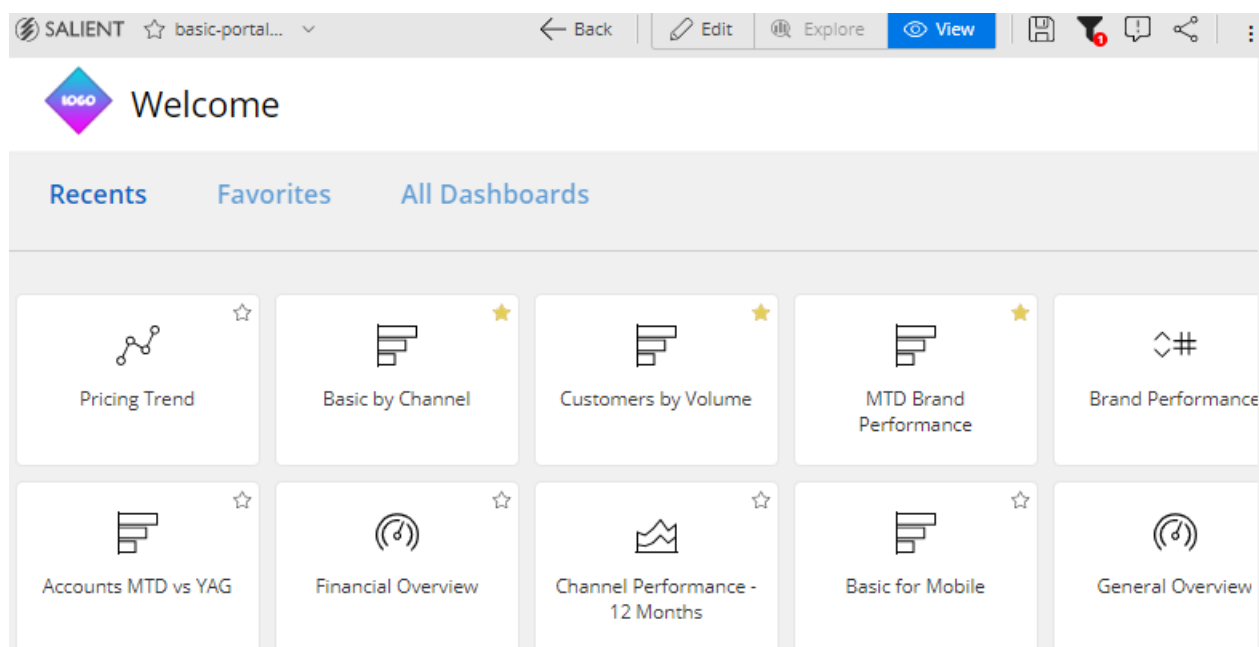 SALIENT basic-portal... Back Edit Explore View 1
LOGO Welcome
Recents Favorites All Dashboards
Pricing Trend
Basic by Channel
Customers by Volume
MTD Brand
Performance
Brand Performance
Accounts MTD vs YAG
Financial Overview
Channel Performance -
12 Months
Basic for Mobile
General Overview